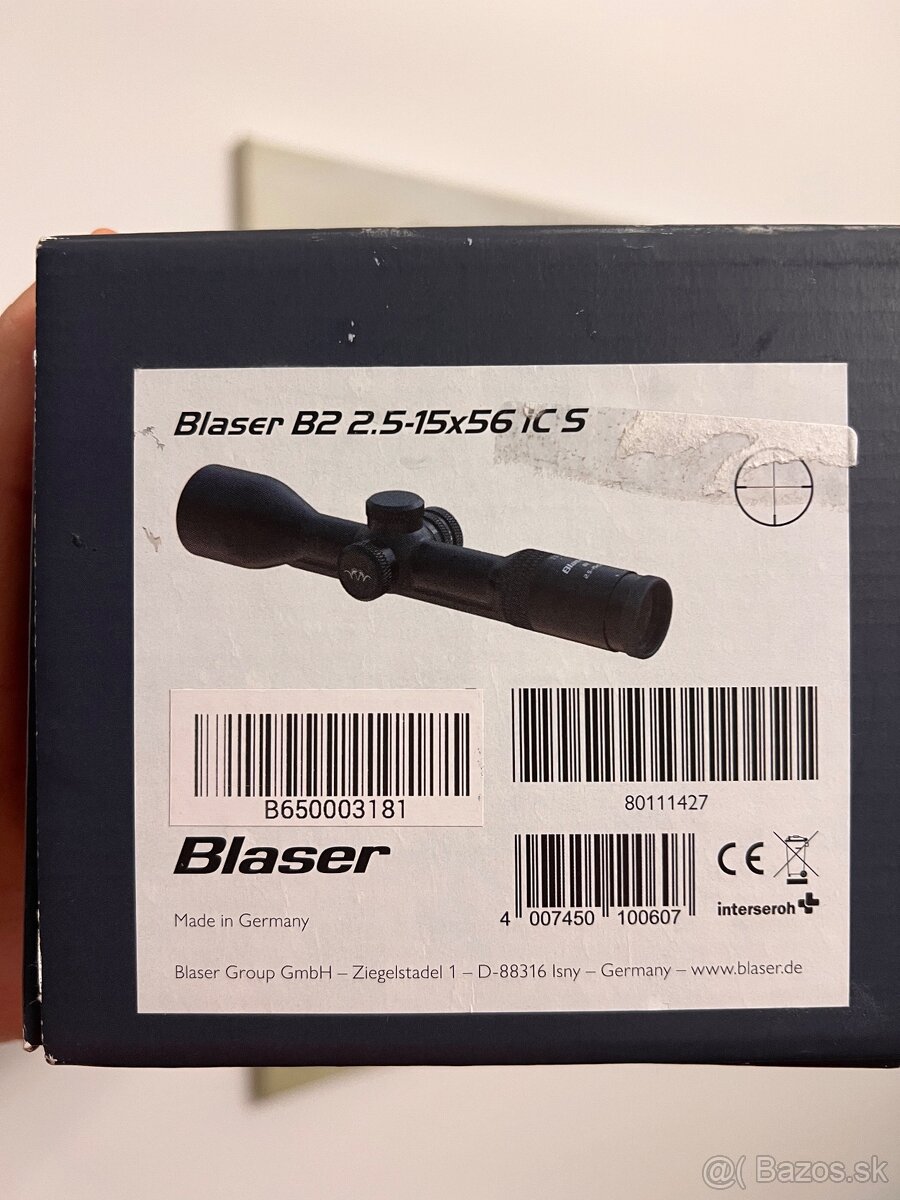 Blaser B2 2.5-15x56 iC S
B650003181
80111427
Blaser
4 007450 100607
CE
interseroh
Made in Germany
Blaser Group GmbH – Ziegelstadel 1 – D-88316 Isny – Germany – www.blaser.de
@( Bazos.sk